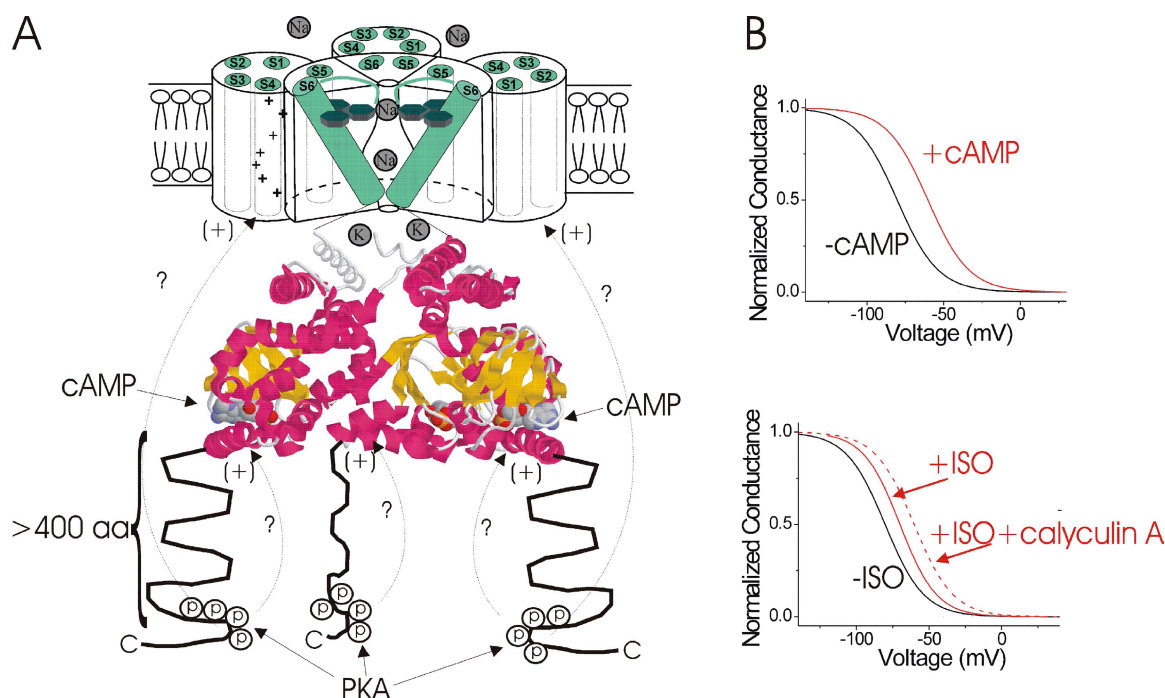 A
Na
Na
S3
S2
S4
S1
S2
S1
S3
S4
S6
S5
S5
S6
S5
S6
S4
S3
S1
S2
Na
Na
+
+
+
+
+
+
+
(+)
(+)
K
K
?
?
cAMP
cAMP
(+)
(+)
(+)
?
?
?
>400 aa
p
p
p
p
p
p
p
p
p
p
p
p
C
C
C
PKA
B
Normalized Conductance
1.0
0.5
0.0
+cAMP
-cAMP
-100
-50
0
Voltage (mV)
Normalized Conductance
1.0
0.5
0.0
+ISO
+ISO+calyculin A
-ISO
-100
-50
0
Voltage (mV)